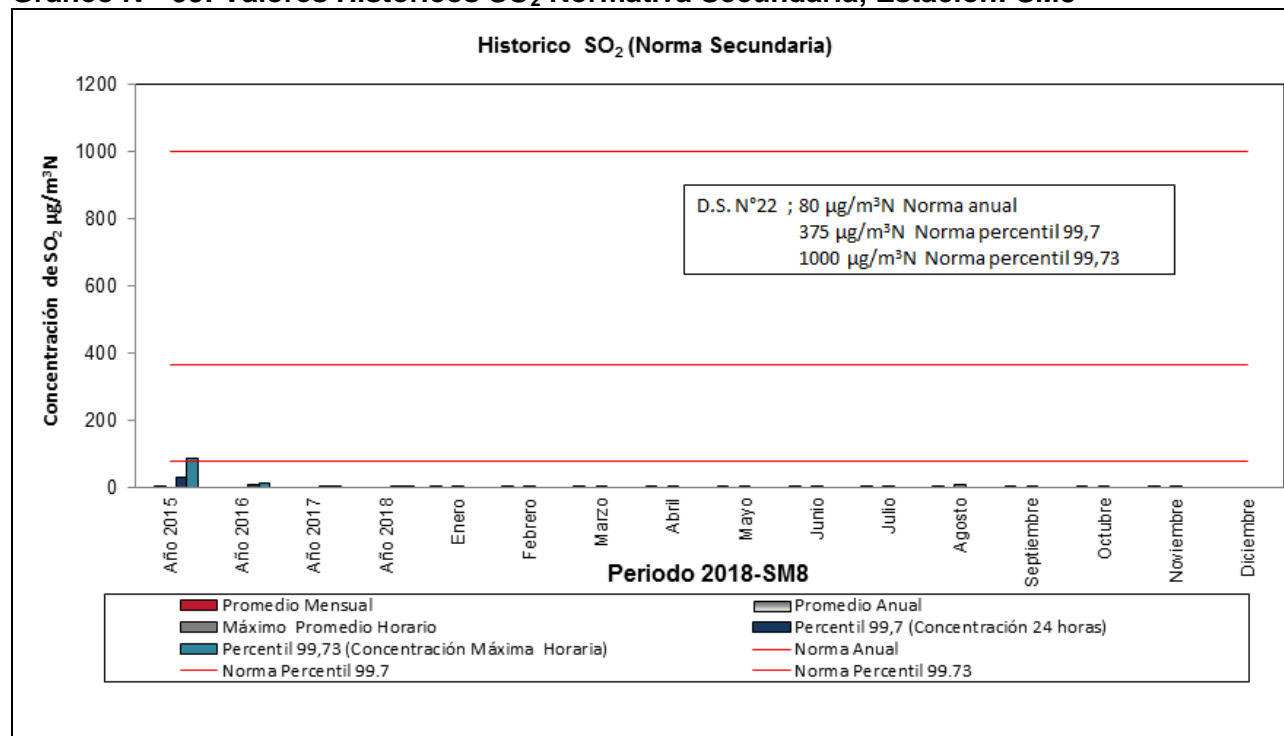 Historico SO₂ (Norma Secundaria)
1200
1000
800
600
400
200
0
Concentración de SO₂ µg/m³N
D.S. N°22 ; 80 µg/m³N Norma anual
375 µg/m³N Norma percentil 99,7
1000 µg/m³N Norma percentil 99,73
Año 2015
Año 2016
Año 2017
Año 2018
Enero
Febrero
Marzo
Abril
Mayo
Junio
Julio
Agosto
Septiembre
Octubre
Noviembre
Diciembre
Periodo 2018-SM8
Promedio Mensual
Promedio Anual
Máximo Promedio Horario
Percentil 99,7 (Concentración 24 horas)
Percentil 99,73 (Concentración Máxima Horaria)
Norma Anual
Norma Percentil 99.7
Norma Percentil 99.73